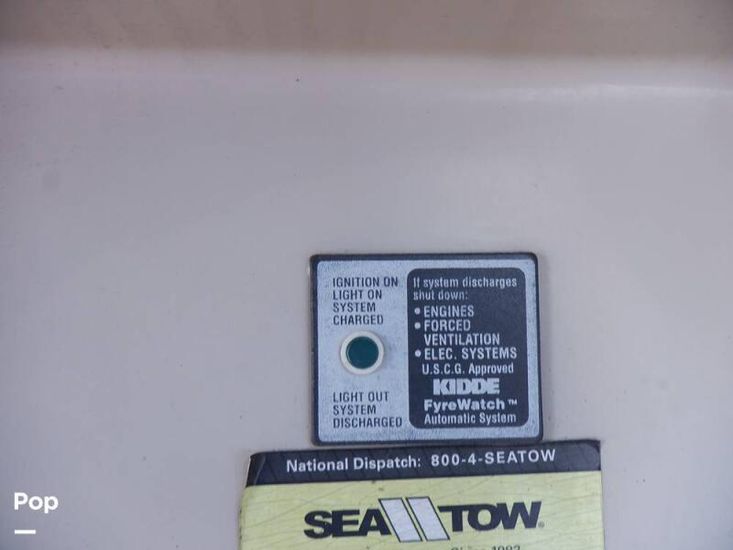 IGNITION ON
LIGHT ON
SYSTEM
CHARGED
LIGHT OUT
SYSTEM
DISCHARGED
If system discharges
shut down:
• ENGINES
• FORCED
VENTILATION
• ELEC. SYSTEMS
U.S.C.G. Approved
KIDDE
FyreWatch™
Automatic System
National Dispatch: 800-4-SEATOW
SEA TOW®
Pop